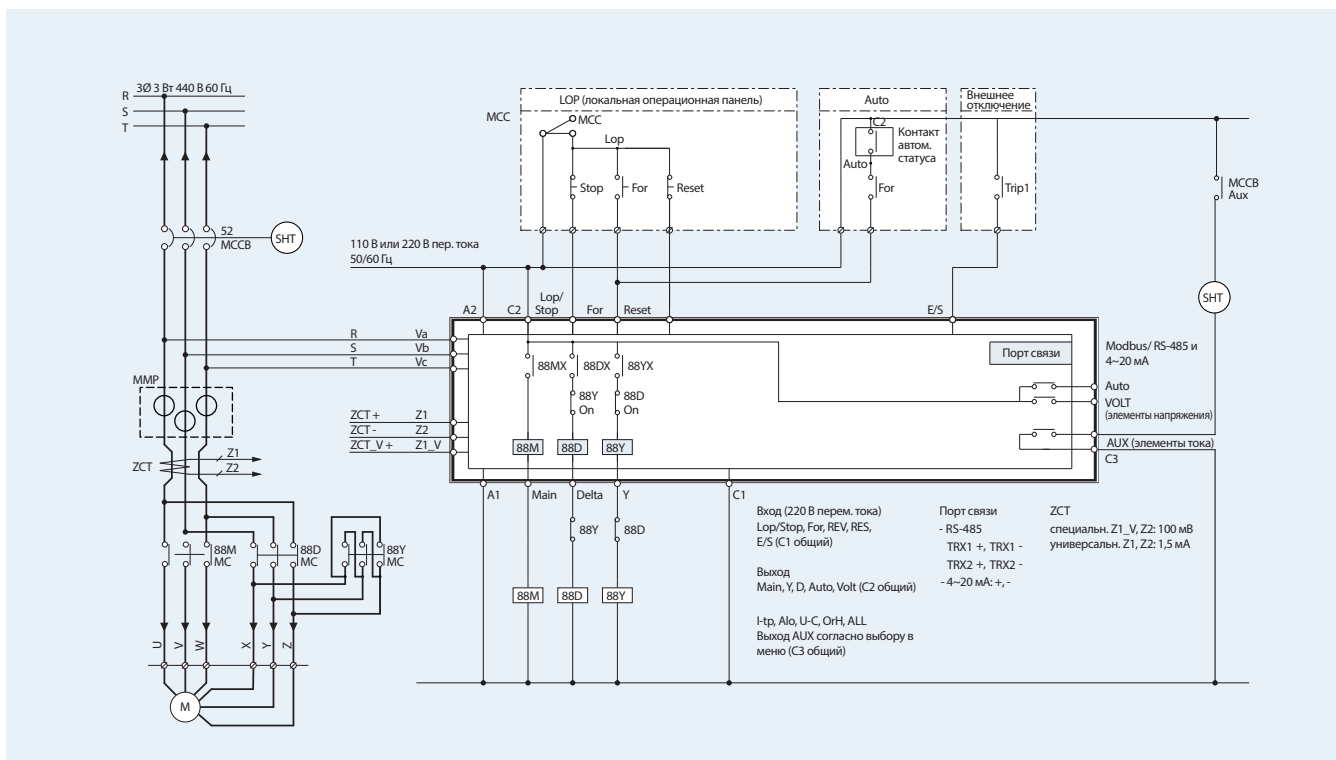 3Ø 3 Вт 440 В 60 Гц
R
S
T
52
MCCB
SHT
LOP (локальная операционная панель)
MCC
MCC
Lop
Stop
For
Reset
Auto
C2
Контакт
автом.
статуса
Auto
For
Внешнее
отключение
Trip1
MCCB
Aux
SHT
110 В или 220 В пер. тока
50/60 Гц
A2
C2
Lop/
Stop
For
Reset
E/S
R
Va
S
Vb
T
Vc
MMP
ZCT +
Z1
ZCT -
Z2
ZCT_V +
Z1_V
ZCT
Z1
Z2
88MX
88DX
88YX
88Y
On
88D
On
88M
88D
88Y
Порт связи
Modbus/ RS-485 и
4~20 мА
Auto
VOLT
(элементы напряжения)
AUX (элементы тока)
C3
A1
Main
Delta
Y
C1
88Y
88D
88M
88D
88Y
88M
MC
88D
MC
88Y
MC
U
V
W
X
Y
Z
M
Вход (220 В перем. тока)
Lop/Stop, For, REV, RES,
E/S (C1 общий)
Выход
Main, Y, D, Auto, Volt (C2 общий)
I-tp, Alo, U-C, OrH, ALL
Выход AUX согласно выбору в
меню (C3 общий)
Порт связи
- RS-485
TRX1 +, TRX1 -
TRX2 +, TRX2 -
- 4~20 мА: +, -
ZCT
специальн. Z1_V, Z2: 100 мВ
универсальн. Z1, Z2: 1,5 мА